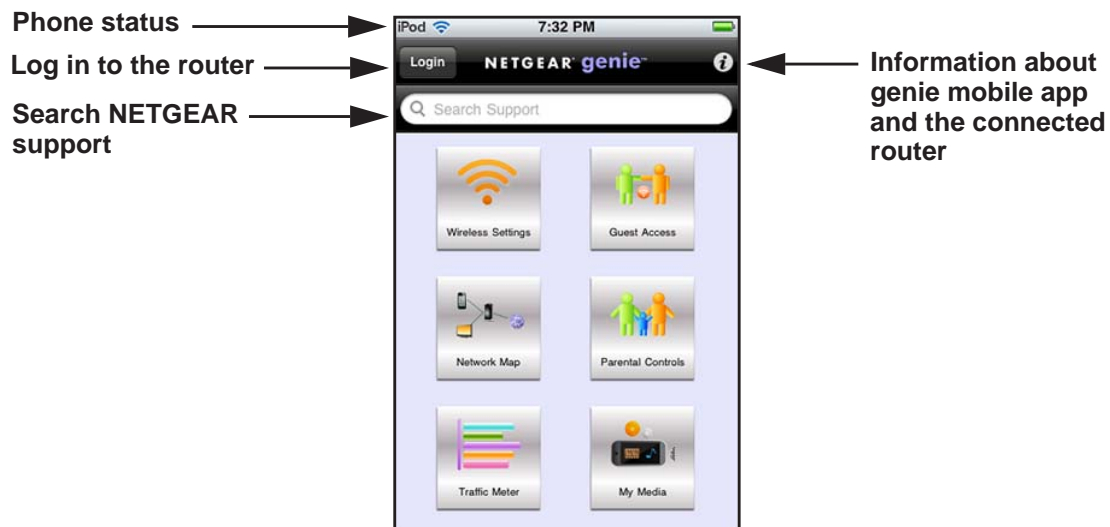 Phone status
Log in to the router
Search NETGEAR
support
iPod 7:32 PM
Login NETGEAR® genie™
Search Support
Information about
genie mobile app
and the connected
router
Wireless Settings Guest Access
Network Map Parental Controls
Traffic Meter My Media